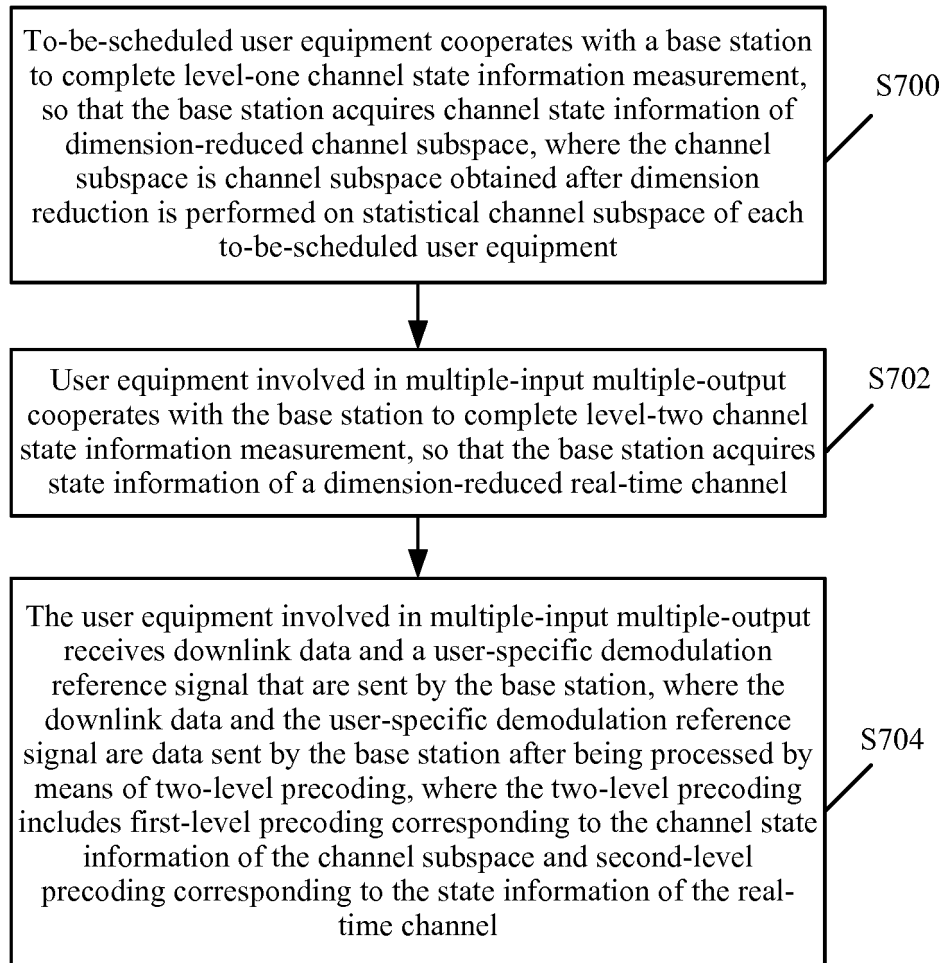 To-be-scheduled user equipment cooperates with a base station
to complete level-one channel state information measurement,
so that the base station acquires channel state information of
dimension-reduced channel subspace, where the channel
subspace is channel subspace obtained after dimension
reduction is performed on statistical channel subspace of each
to-be-scheduled user equipment
S700
User equipment involved in multiple-input multiple-output
cooperates with the base station to complete level-two channel
state information measurement, so that the base station acquires
state information of a dimension-reduced real-time channel
S702
The user equipment involved in multiple-input multiple-output
receives downlink data and a user-specific demodulation
reference signal that are sent by the base station, where the
downlink data and the user-specific demodulation reference
signal are data sent by the base station after being processed by
means of two-level precoding, where the two-level precoding
includes first-level precoding corresponding to the channel state
information of the channel subspace and second-level
precoding corresponding to the state information of the real-
time channel
S704